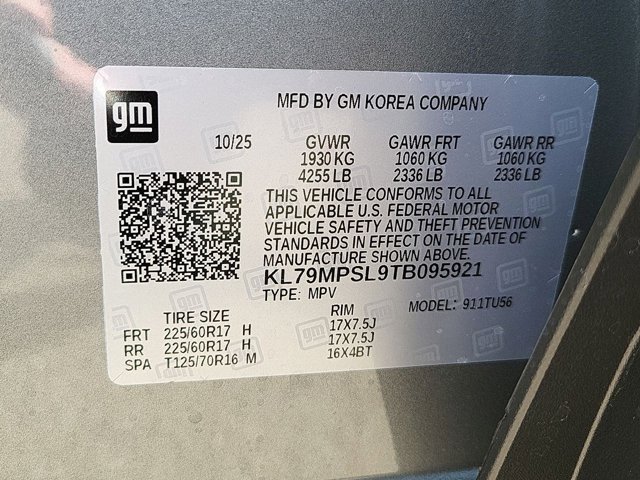 gm
MFD BY GM KOREA COMPANY
10/25 GVWR GAWR FRT GAWR RR
1930 KG 1060 KG 1060 KG
4255 LB 2336 LB 2336 LB
THIS VEHICLE CONFORMS TO ALL
APPLICABLE U.S. FEDERAL MOTOR
VEHICLE SAFETY AND THEFT PREVENTION
STANDARDS IN EFFECT ON THE DATE OF
MANUFACTURE SHOWN ABOVE.
KL79MPSL9TB095921
TYPE: MPV MODEL: 911TU56
TIRE SIZE RIM
FRT 225/60R17 H 17X7.5J
RR 225/60R17 H 17X7.5J
SPA T125/70R16 M 16X4BT